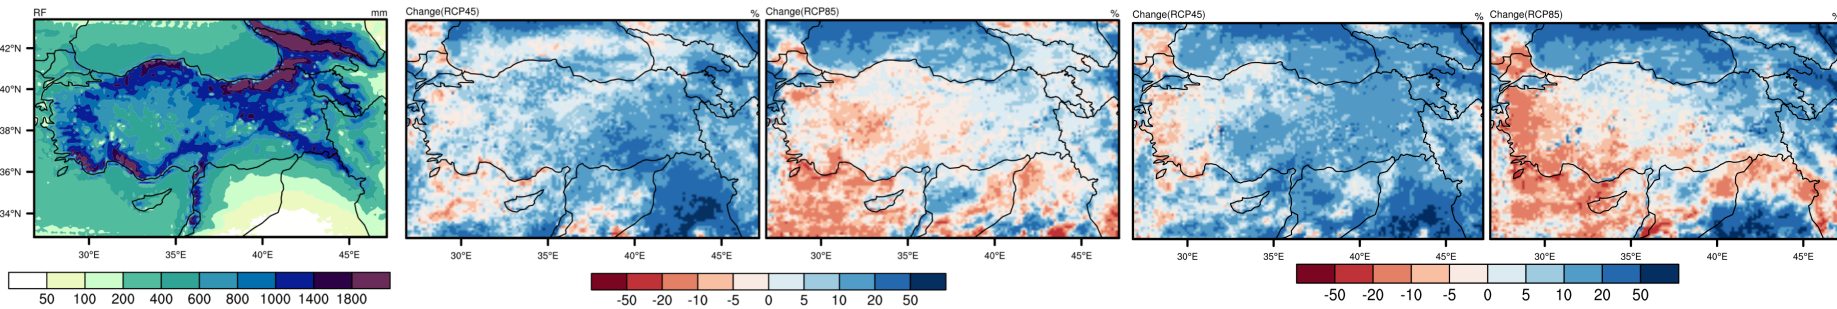 RF mm
42°N
40°N
38°N
36°N
34°N
30°E 35°E 40°E 45°E
50 100 200 400 600 800 1000 1400 1800
Change(RCP45) %
30°E 35°E 40°E 45°E
Change(RCP85) %
30°E 35°E 40°E 45°E
-50 -20 -10 -5 0 5 10 20 50
Change(RCP45) %
30°E 35°E 40°E 45°E
Change(RCP85)
30°E 35°E 40°E 45°E
-50 -20 -10 -5 0 5 10 20 50